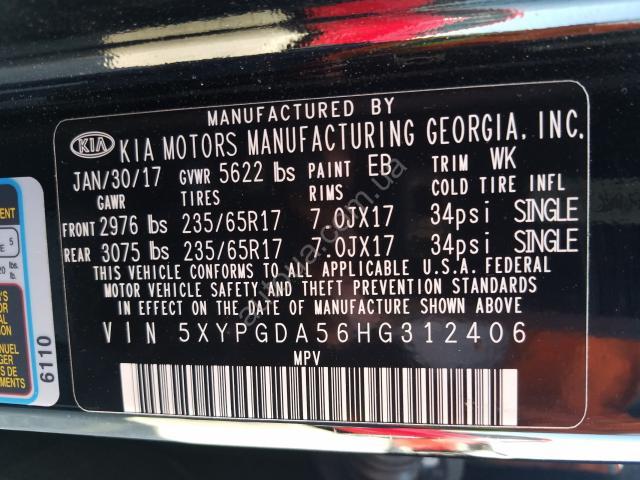 MANUFACTURED BY
KIA KIA MOTORS MANUFACTURING GEORGIA, INC.
JAN/30/17 GVWR 5622 lbs PAINT EB TRIM WK
GAWR TIRES RIMS COLD TIRE INFL
FRONT 2976 lbs 235/65R17 7.0JX17 34psi SINGLE
REAR 3075 lbs 235/65R17 7.0JX17 34psi SINGLE
THIS VEHICLE CONFORMS TO ALL APPLICABLE U.S.A. FEDERAL
MOTOR VEHICLE SAFETY AND THEFT PREVENTION STANDARDS
IN EFFECT ON THE DATE OF MANUFACTURE SHOWN ABOVE.
VIN 5XYPGDA56HG312406
MPV
6110